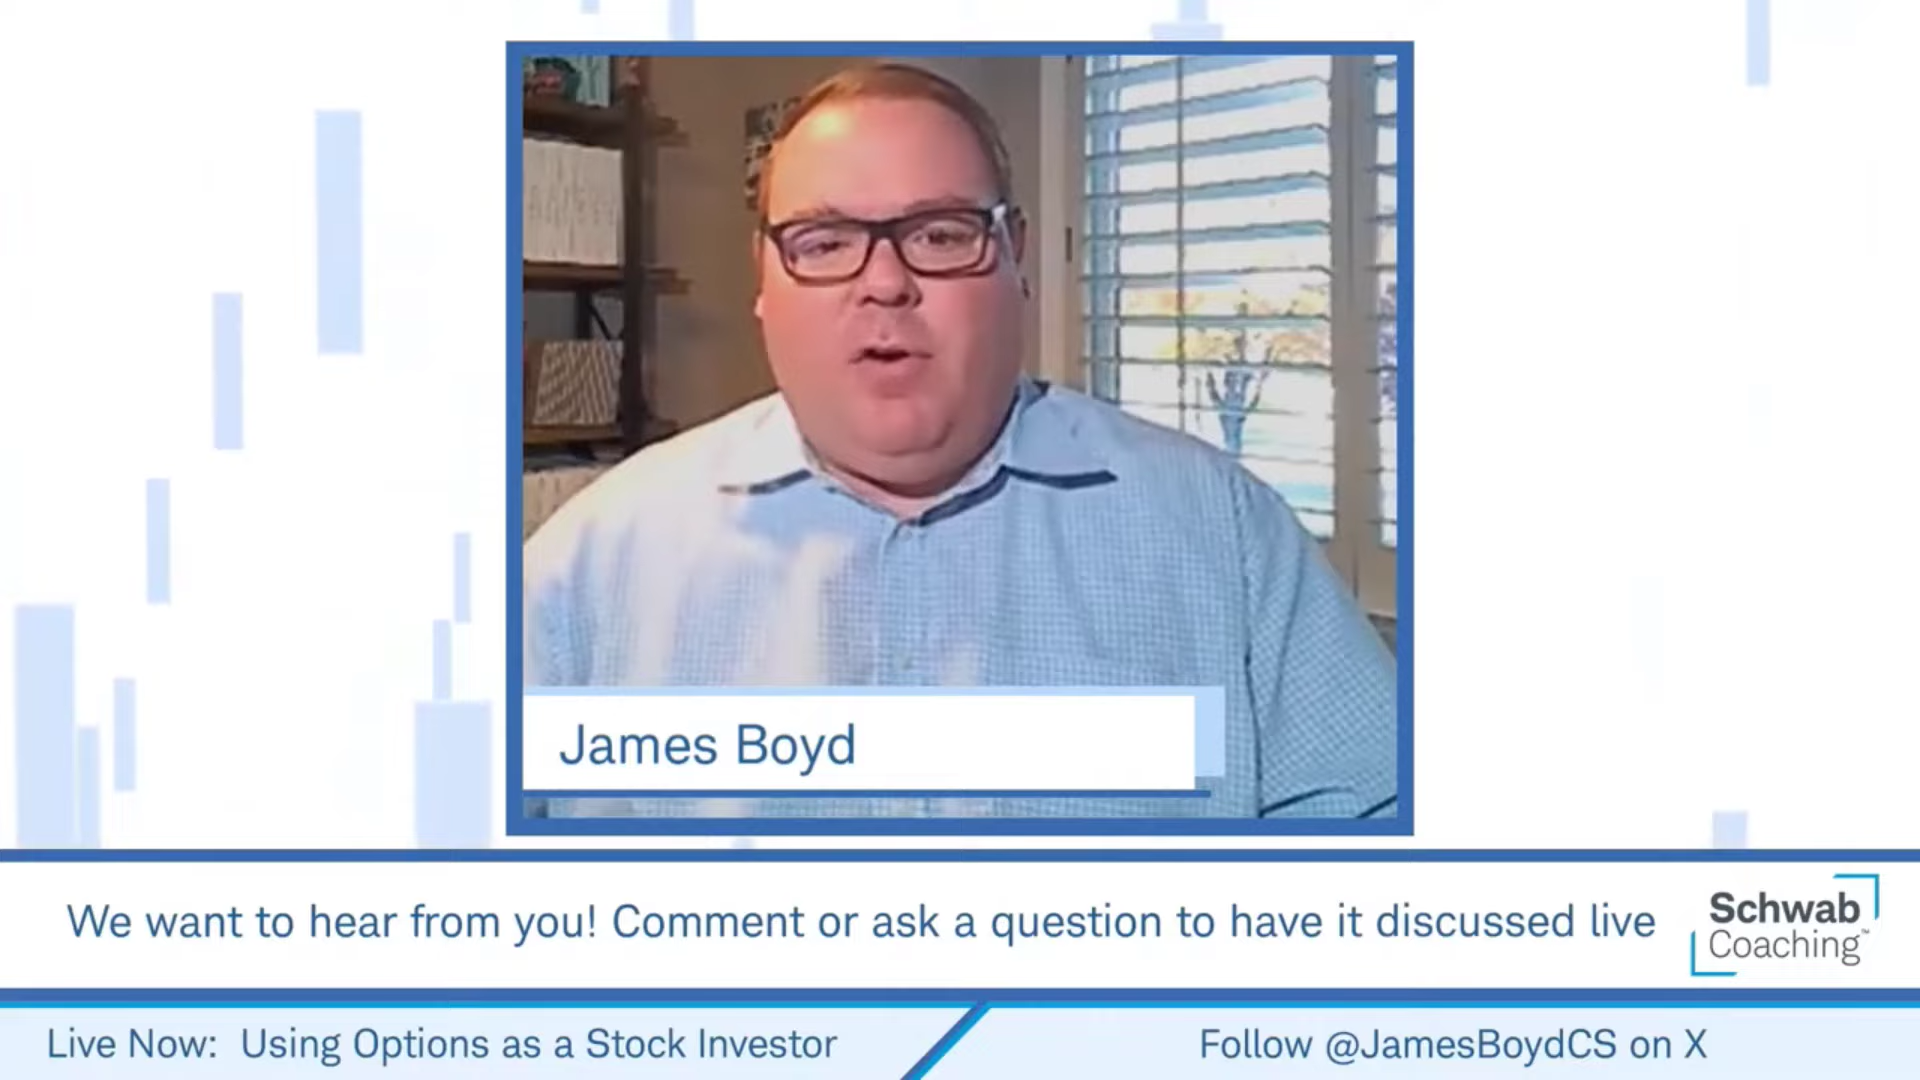 James Boyd
We want to hear from you! Comment or ask a question to have it discussed live
Schwab
Coaching™
Live Now: Using Options as a Stock Investor
Follow @JamesBoydCS on X